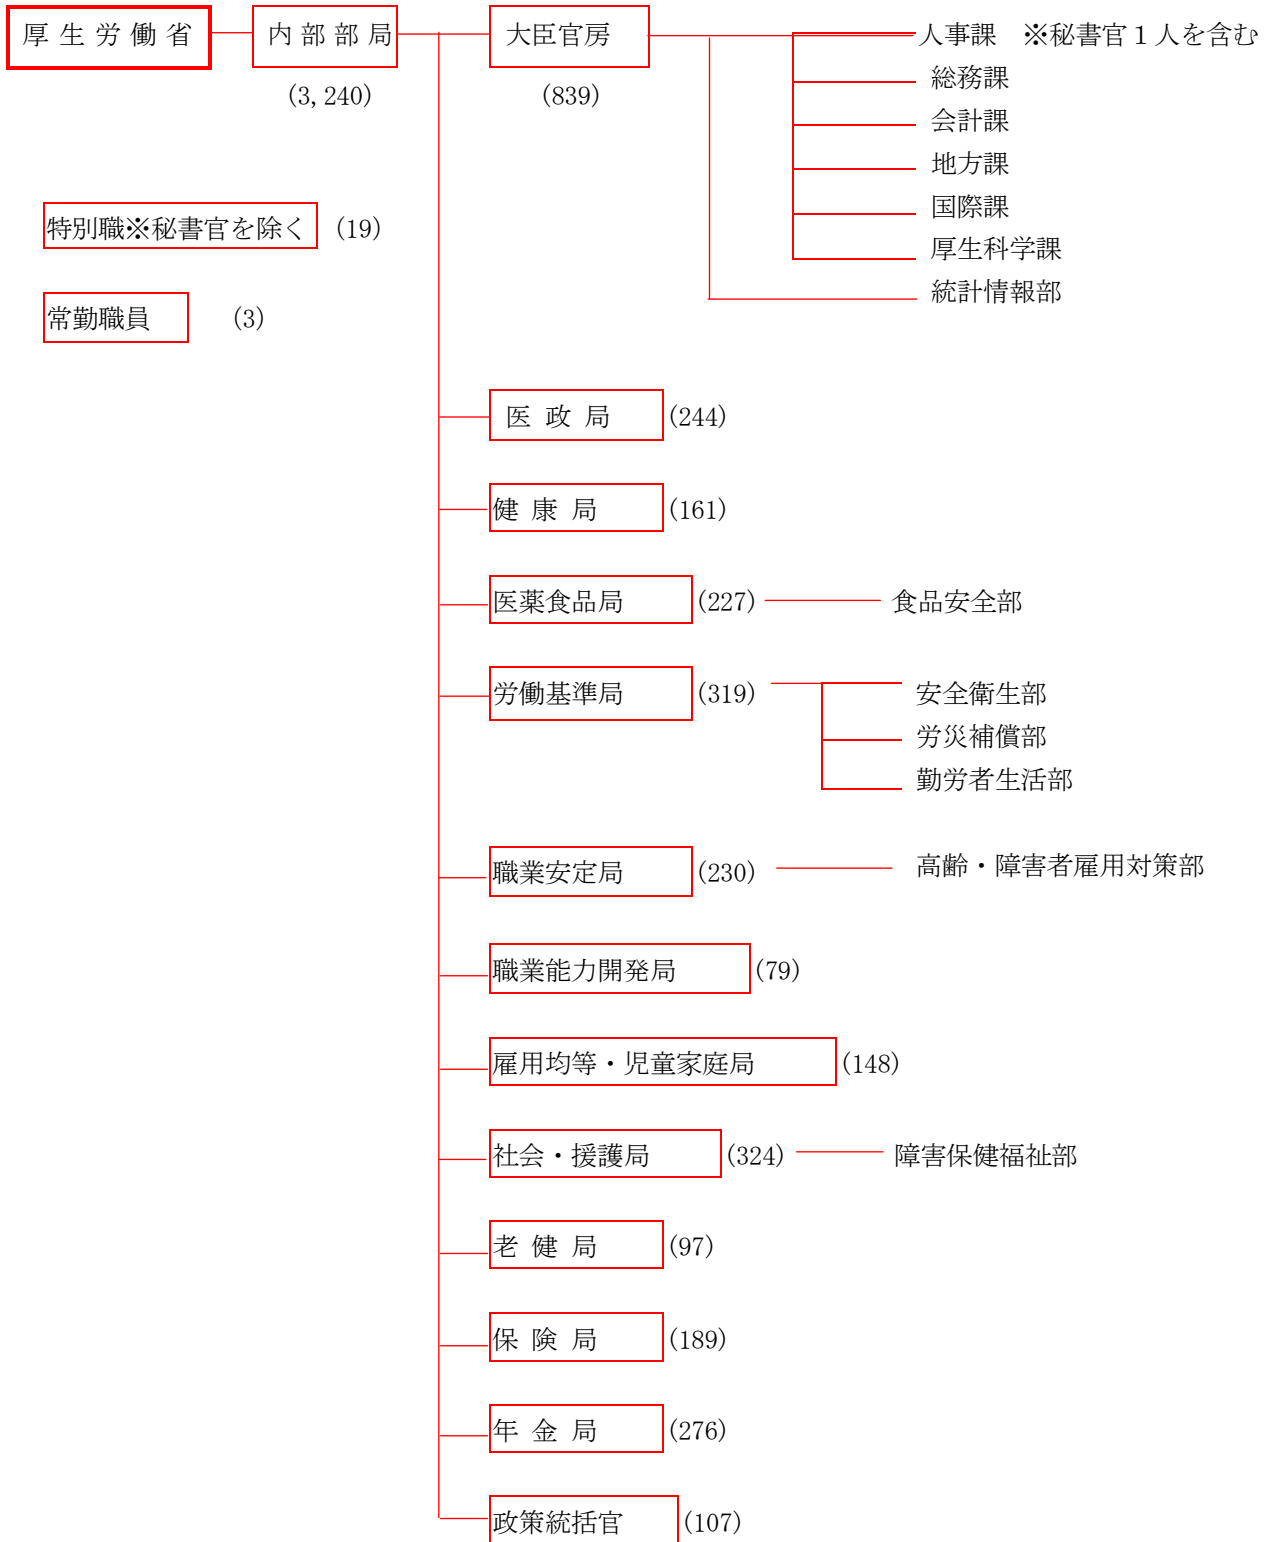 厚生労働省 内部部局 大臣官房 人事課 ※秘書官１人を含む
(3,240) (839)
総務課
会計課
地方課
国際課
厚生科学課
統計情報部
特別職※秘書官を除く (19)
常勤職員 (3)
医政局 (244)
健康局 (161)
医薬食品局 (227) 食品安全部
労働基準局 (319) 安全衛生部
労災補償部
勤労者生活部
職業安定局 (230) 高齢・障害者雇用対策部
職業能力開発局 (79)
雇用均等・児童家庭局 (148)
社会・援護局 (324) 障害保健福祉部
老健局 (97)
保険局 (189)
年金局 (276)
政策統括官 (107)